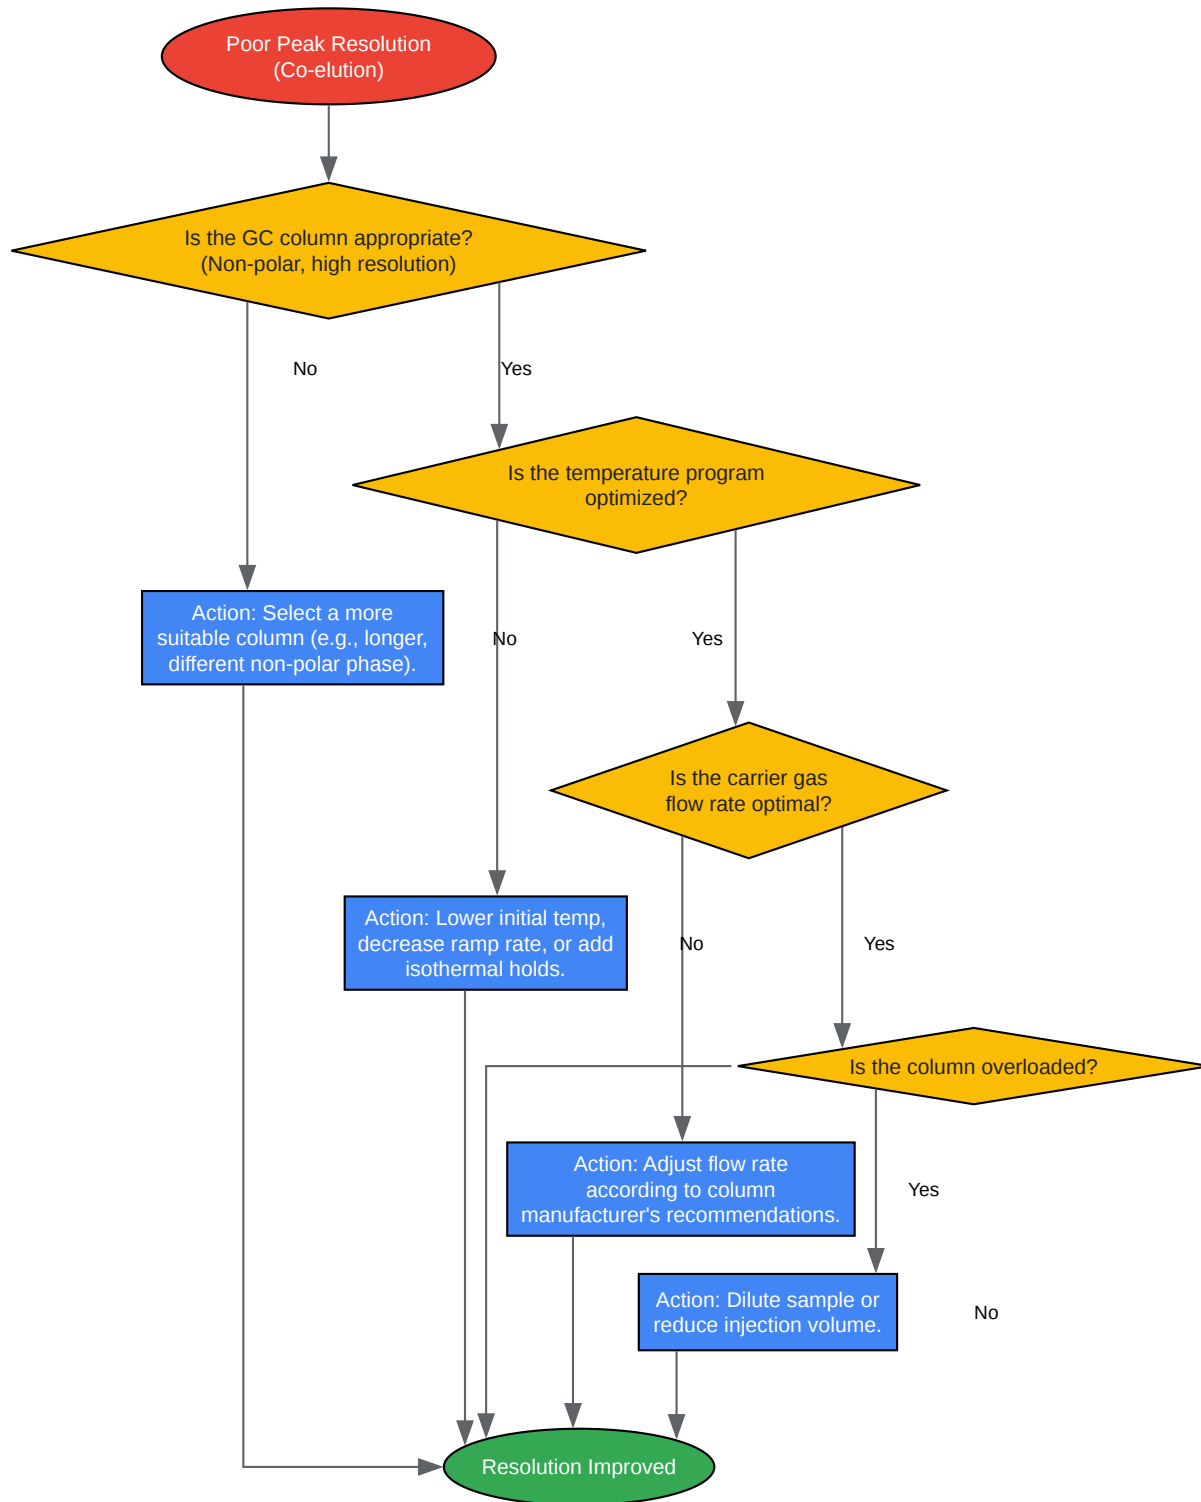 Poor Peak Resolution
(Co-elution)
Is the GC column appropriate?
(Non-polar, high resolution)
No
Yes
Is the temperature program
optimized?
Action: Select a more
suitable column (e.g., longer,
different non-polar phase).
No
Yes
Is the carrier gas
flow rate optimal?
Action: Lower initial temp,
decrease ramp rate, or add
isothermal holds.
No
Yes
Is the column overloaded?
Action: Adjust flow rate
according to column
manufacturer's recommendations.
Yes
Action: Dilute sample or
reduce injection volume.
No
Resolution Improved